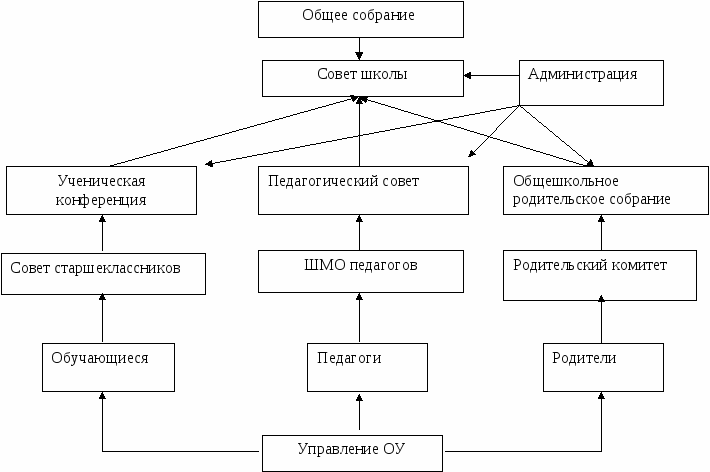 Общее собрание
Совет школы
Администрация
Ученическая
конференция
Педагогический совет
Общешкольное
родительское собрание
Совет старшеклассников
ШМО педагогов
Родительский комитет
Обучающиеся
Педагоги
Родители
Управление ОУ